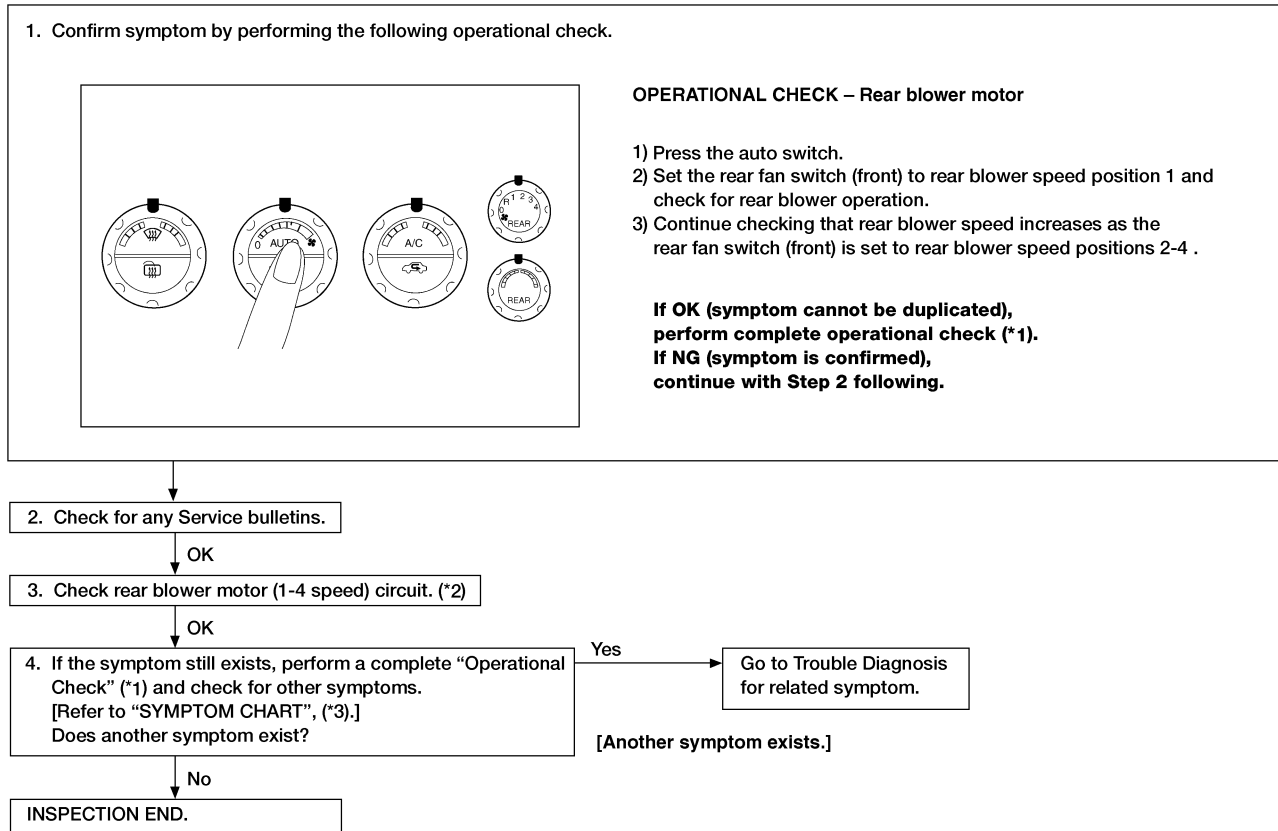 1. Confirm symptom by performing the following operational check.
0
AUTO
A/C
0 R 1 2 3 4
REAR
REAR
OPERATIONAL CHECK – Rear blower motor
1) Press the auto switch.
2) Set the rear fan switch (front) to rear blower speed position 1 and
check for rear blower operation.
3) Continue checking that rear blower speed increases as the
rear fan switch (front) is set to rear blower speed positions 2-4 .
If OK (symptom cannot be duplicated),
perform complete operational check (*1).
If NG (symptom is confirmed),
continue with Step 2 following.
2. Check for any Service bulletins.
OK
3. Check rear blower motor (1-4 speed) circuit. (*2)
OK
4. If the symptom still exists, perform a complete “Operational
Check” (*1) and check for other symptoms.
[Refer to “SYMPTOM CHART”, (*3).]
Does another symptom exist?
Yes
Go to Trouble Diagnosis
for related symptom.
[Another symptom exists.]
No
INSPECTION END.